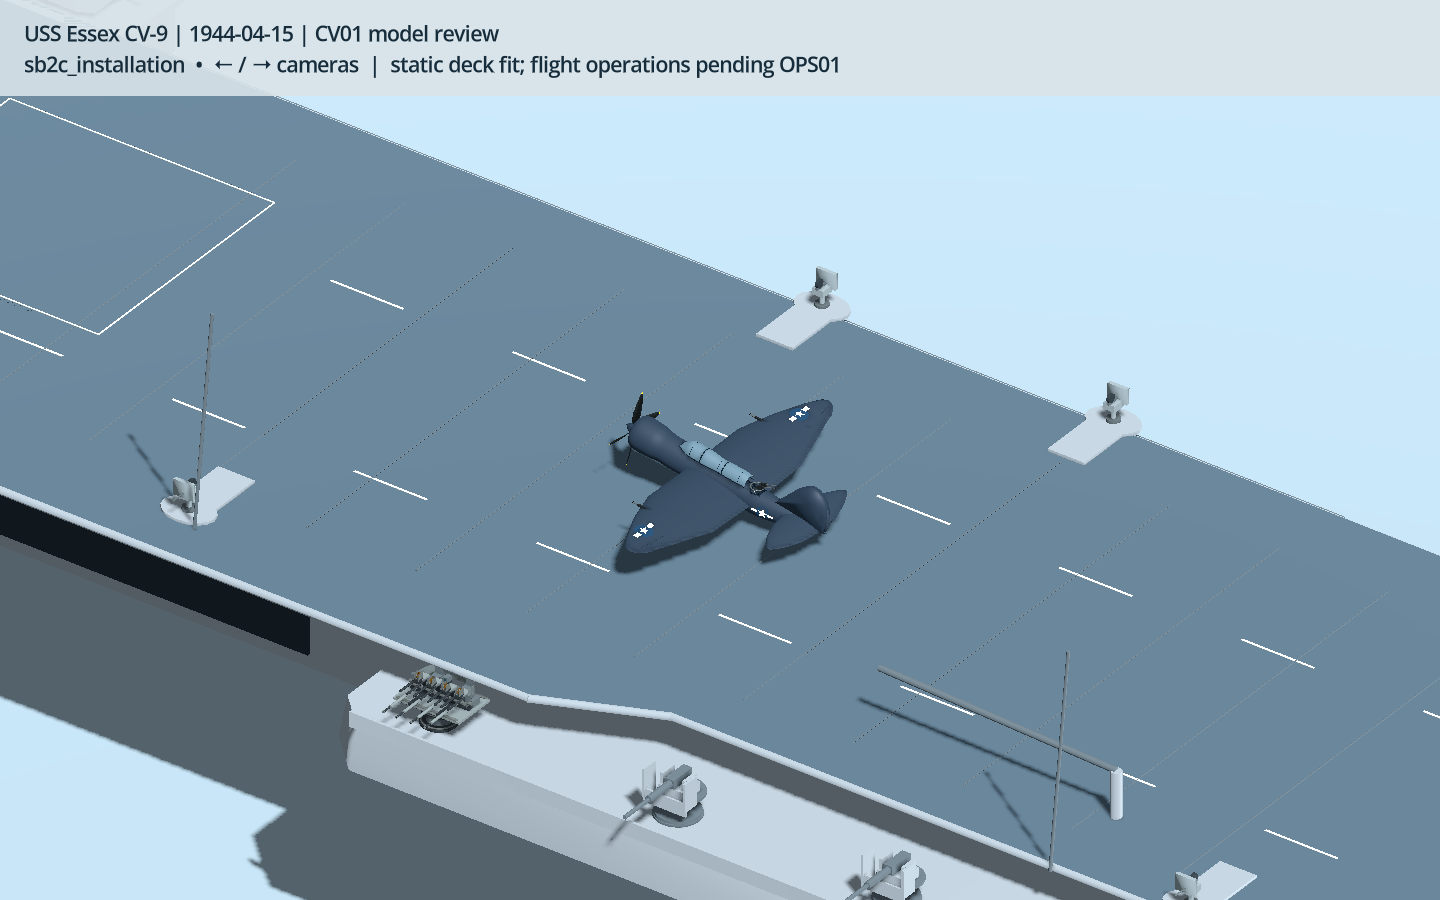 USS Essex CV-9 | 1944-04-15 | CV01 model review
sb2c_installation • ← / → cameras | static deck fit; flight operations pending OPS01